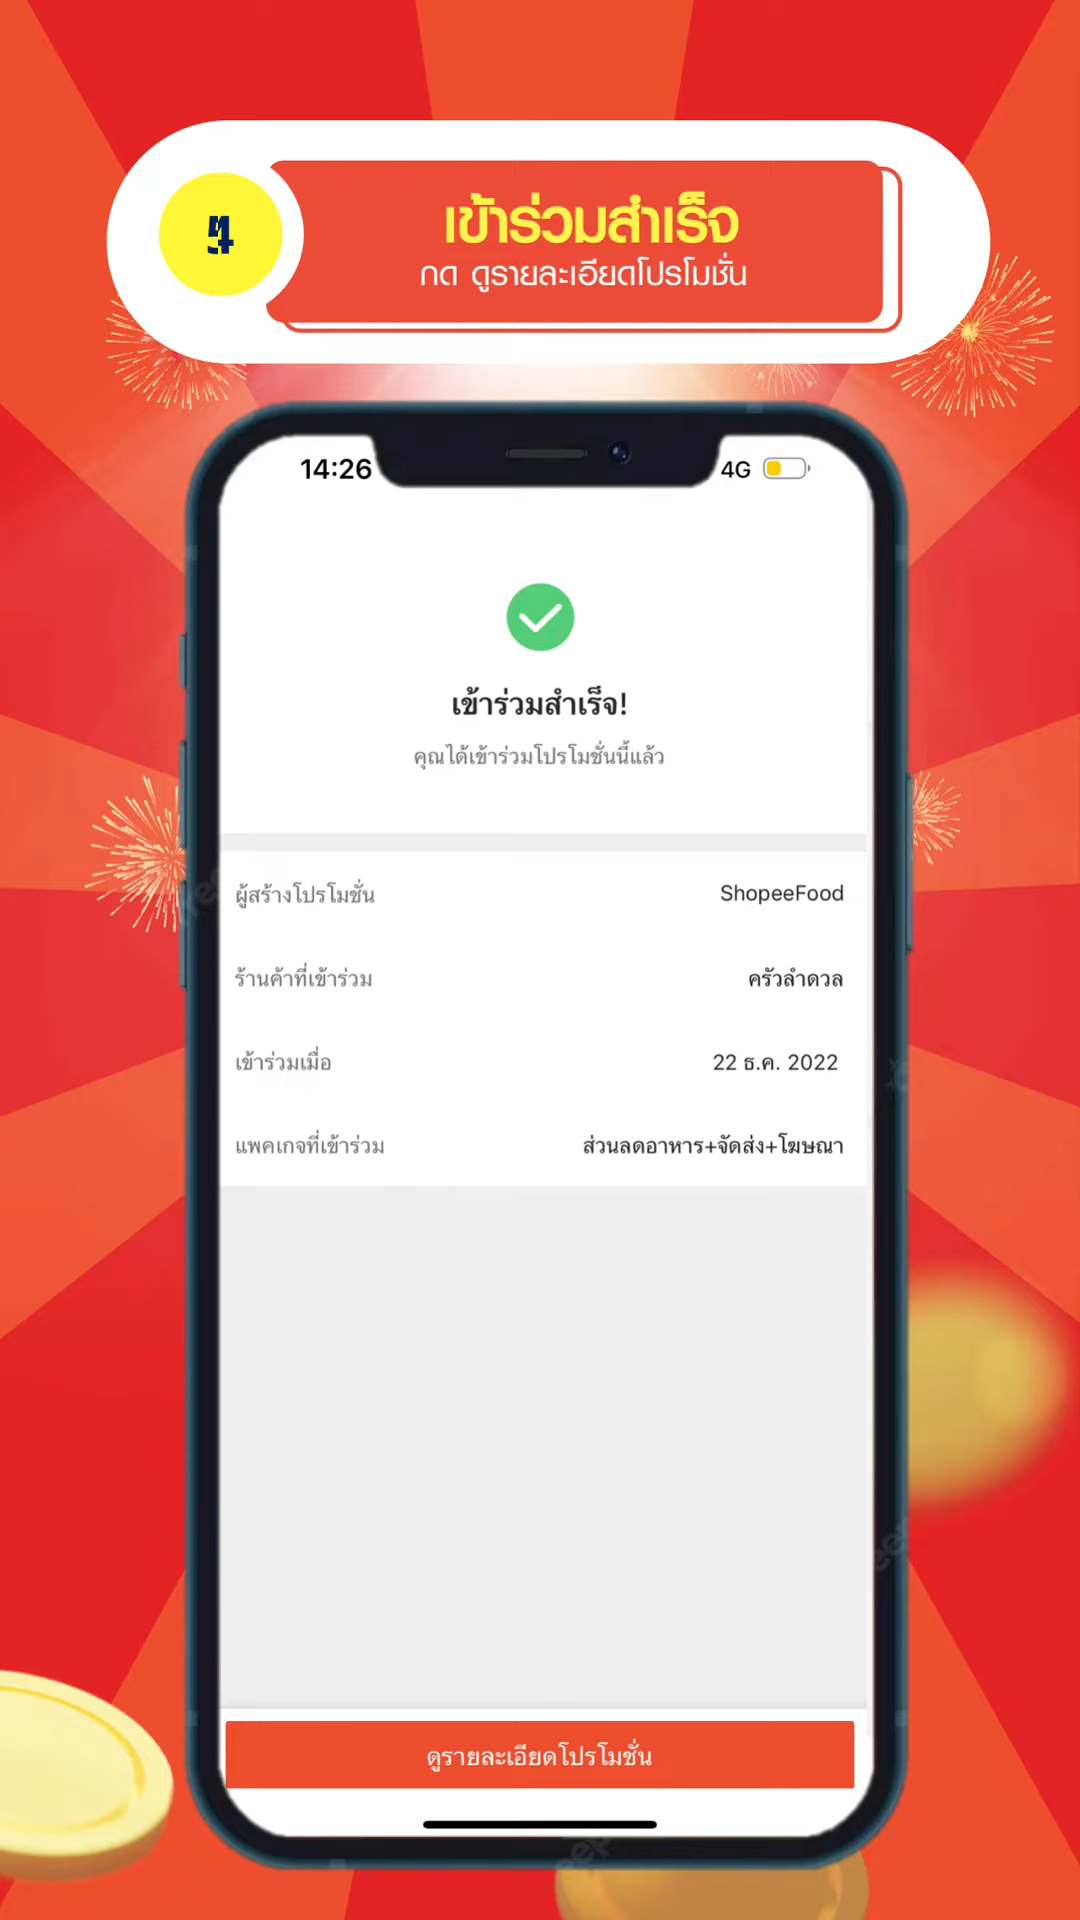 เข้าร่วมสำเร็จ
กด ดูรายละเอียดโปรโมชั่น
14:26
4G
เข้าร่วมสำเร็จ!
คุณได้เข้าร่วมโปรโมชั่นนี้แล้ว
ผู้สร้างโปรโมชั่น ShopeeFood
ร้านค้าที่เข้าร่วม ครัวลำดวล
เข้าร่วมเมื่อ 22 ธ.ค. 2022
แพคเกจที่เข้าร่วม ส่วนลดอาหาร+จัดส่ง+โฆษณา
ดูรายละเอียดโปรโมชั่น